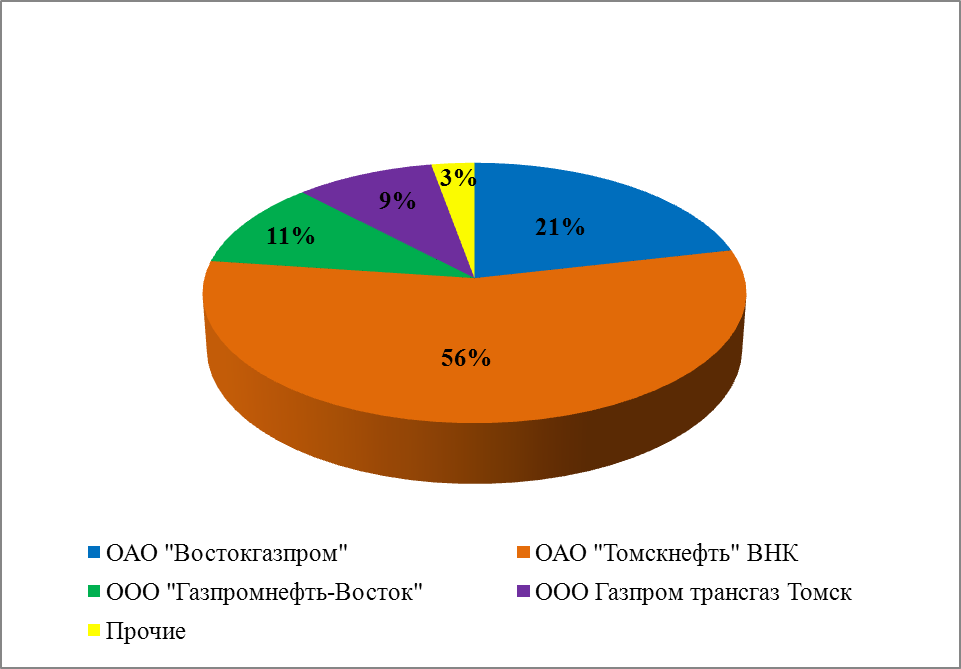 3%
9%
21%
11%
56%
ОАО "Востокгазпром" ОАО "Томскнефть" ВНК
ООО "Газпромнефть-Восток" ООО Газпром трансгаз Томск
Прочие